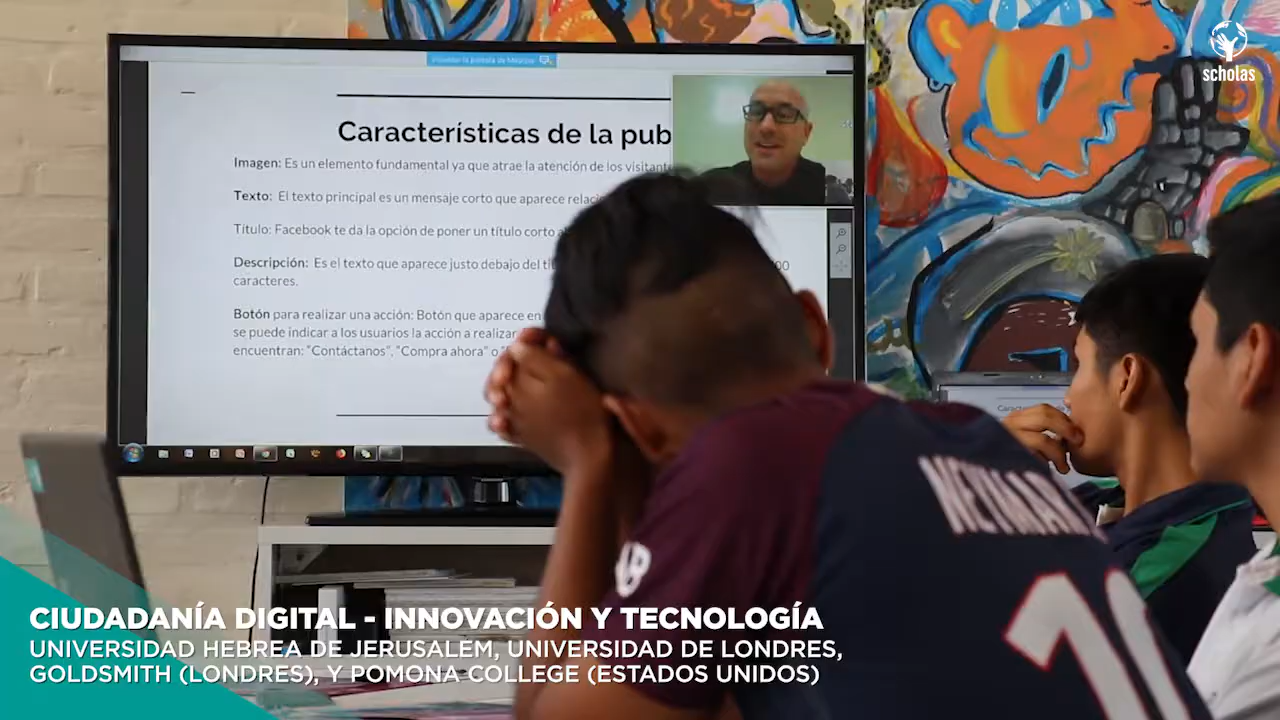 scholas
Características de la pub
Imagen: Es un elemento fundamental ya que atrae la atención de los visitante
Texto: El texto principal es un mensaje corto que aparece
Título: Facebook te da la opción de poner un título corto
Descripción: Es el texto que aparece justo debajo del
caracteres.
Botón para realizar una acción: Botón que aparece en
se puede indicar a los usuarios la acción a realizar
encuentran: "Contáctanos", "Compra ahora" o
NEYMAR
10
CIUDADANÍA DIGITAL - INNOVACIÓN Y TECNOLOGÍA
UNIVERSIDAD HEBREA DE JERUSALEM, UNIVERSIDAD DE LONDRES,
GOLDSMITH (LONDRES), Y POMONA COLLEGE (ESTADOS UNIDOS)